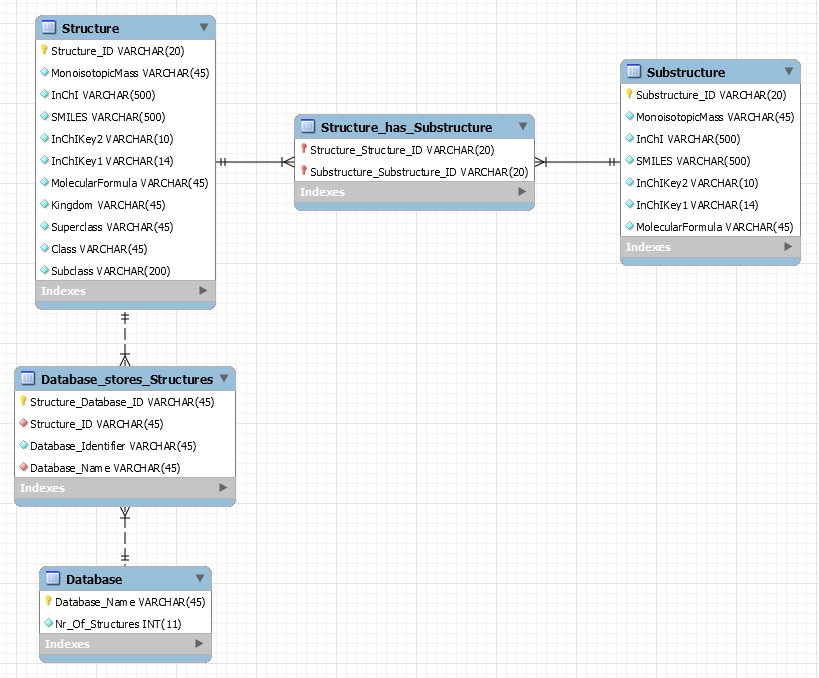 Structure
Structure_ID VARCHAR(20)
MonoisotopicMass VARCHAR(45)
InChI VARCHAR(500)
SMILES VARCHAR(500)
InChIKey2 VARCHAR(10)
InChIKey1 VARCHAR(14)
MolecularFormula VARCHAR(45)
Kingdom VARCHAR(45)
Superclass VARCHAR(45)
Class VARCHAR(45)
Subclass VARCHAR(200)
Indexes
Structure_has_Substructure
Structure_Structure_ID VARCHAR(20)
Substructure_Substructure_ID VARCHAR(20)
Indexes
Substructure
Substructure_ID VARCHAR(20)
MonoisotopicMass VARCHAR(45)
InChI VARCHAR(500)
SMILES VARCHAR(500)
InChIKey2 VARCHAR(10)
InChIKey1 VARCHAR(14)
MolecularFormula VARCHAR(45)
Indexes
Database_stores_Structures
Structure_Database_ID VARCHAR(45)
Structure_ID VARCHAR(45)
Database_Identifier VARCHAR(45)
Database_Name VARCHAR(45)
Indexes
Database
Database_Name VARCHAR(45)
Nr_Of_Structures INT(11)
Indexes